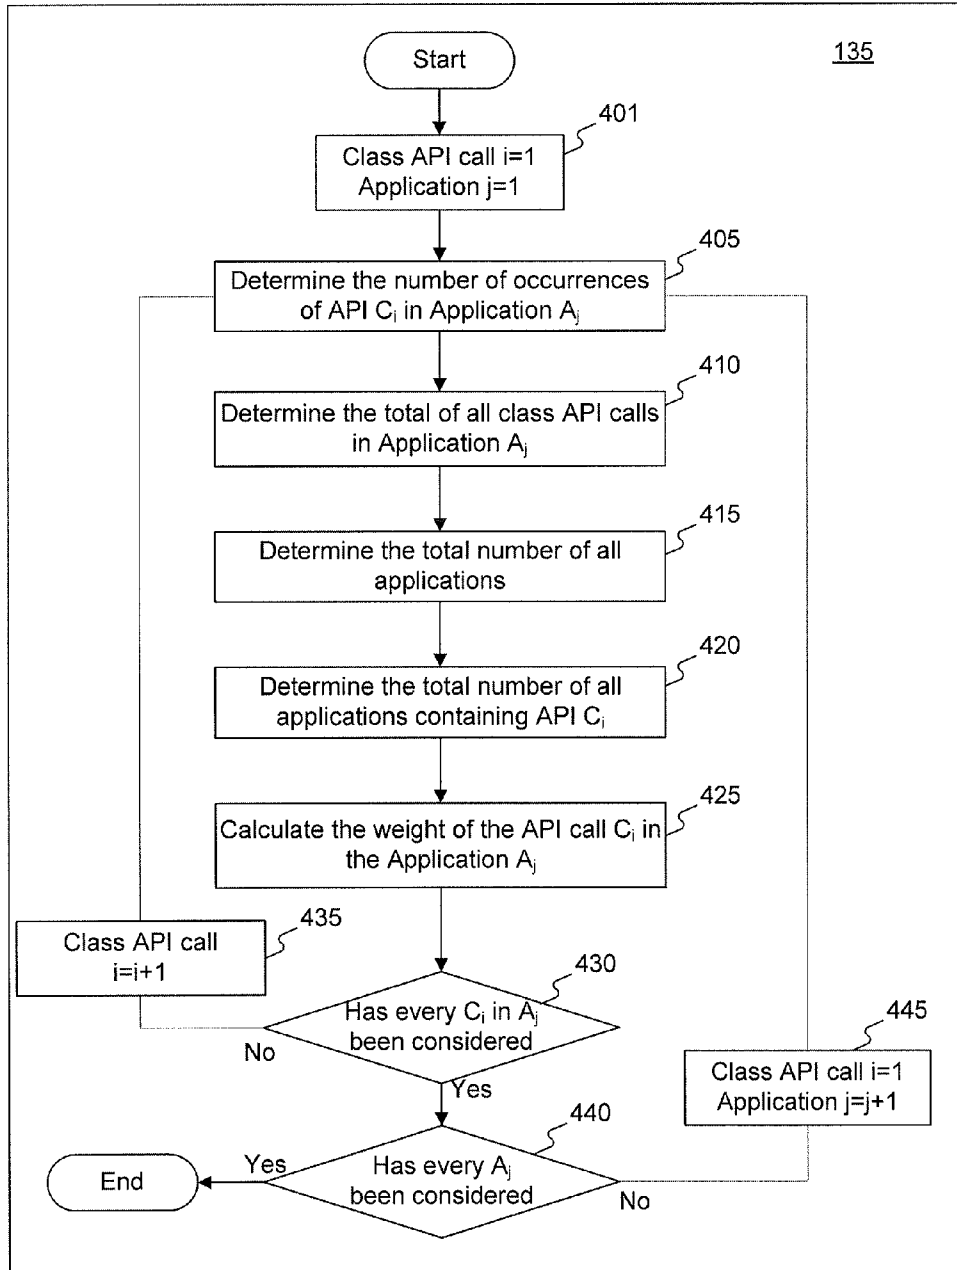 135
Start
401
Class API call i=1
Application j=1
405
Determine the number of occurrences
of API Ci in Application Aj
410
Determine the total of all class API calls
in Application Aj
415
Determine the total number of all
applications
420
Determine the total number of all
applications containing API Ci
425
Calculate the weight of the API call Ci in
the Application Aj
435
Class API call
i=i+1
430
Has every Ci in Aj
been considered
No
Yes
445
Class API call i=1
Application j=j+1
440
Has every Aj
been considered
Yes
No
End